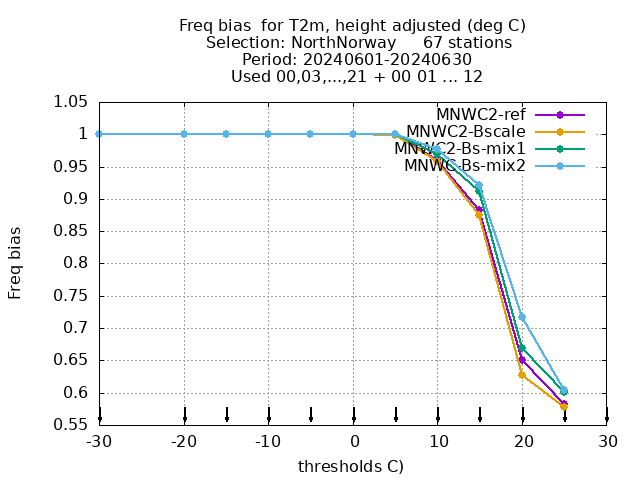 Freq bias  for T2m, height adjusted (deg C)
Selection: NorthNorway     67 stations
Period: 20240601-20240630
Used 00,03,...,21 + 00 01 ... 12
MNWC2-ref
MNWC2-Bscale
MNWC2-Bs-mix1
MNWC-Bs-mix2
1.05
1
0.95
0.9
0.85
0.8
0.75
0.7
0.65
0.6
0.55
Freq bias
-30 -20 -10 0 10 20 30
thresholds C)